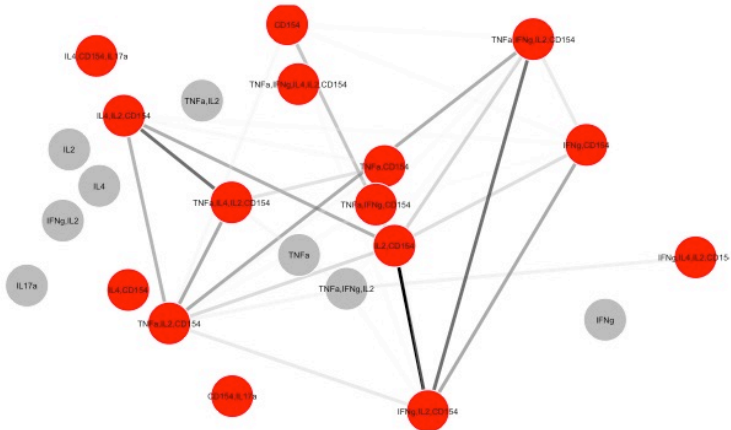 CD154
TNFa,IFNg,IL2,CD154
IL4,CD154,IL17a
TNFa,IFNg,IL4,IL2,CD154
TNFa,IL2
IL4,IL2,CD154
IL2
IFNg,CD154
TNFa,CD154
IL4
TNFa,IL4,IL2,CD154
TNFa,IFNg,CD154
IFNg,IL2
IL2,CD154
TNFa
IFNg,IL4,IL2,CD154
IL17a
IL4,CD154
TNFa,IFNg,IL2
TNFa,IL2,CD154
IFNg
CD154,IL17a
IFNg,IL2,CD154